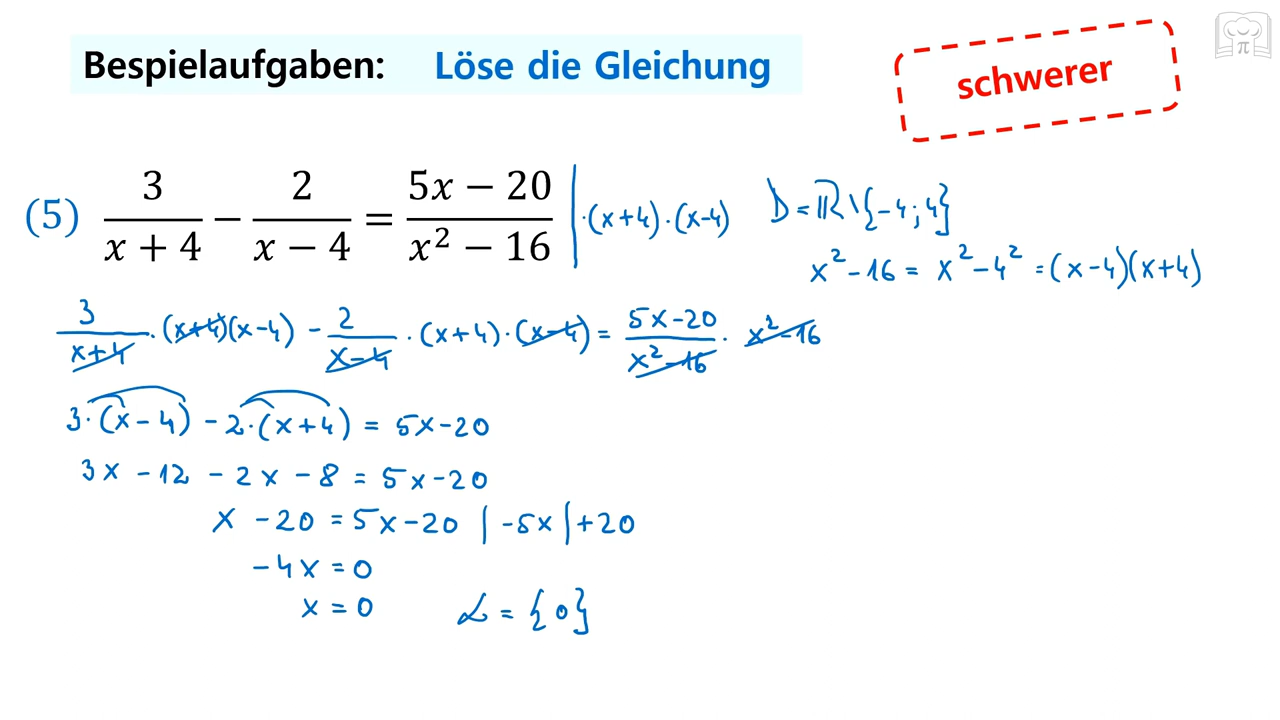 Bespielaufgaben: Löse die Gleichung
schwerer
(5) 3/(x + 4) − 2/(x − 4) = (5x − 20)/(x² − 16) | ·(x+4)·(x-4)
D = ℝ \ {-4; 4}
x² - 16 = x² - 4² = (x-4)(x+4)
3/(x+4) · (x+4)(x-4) - 2/(x-4) · (x+4)·(x-4) = (5x-20)/(x²-16) · x²-16
3·(x-4) - 2·(x+4) = 5x-20
3x - 12 - 2x - 8 = 5x-20
x - 20 = 5x-20 | -5x | +20
-4x = 0
x = 0
L = {0}
π